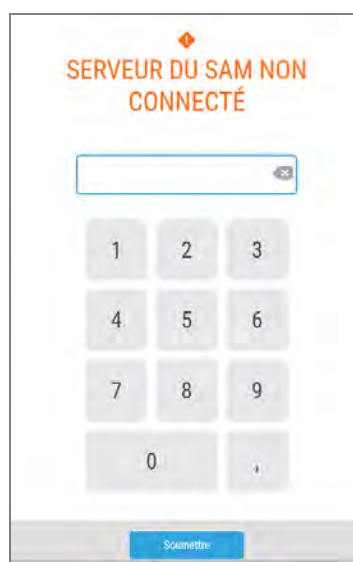 SERVEUR DU SAM NON
CONNECTÉ
1 2 3
4 5 6
7 8 9
0 ,
Soumettre